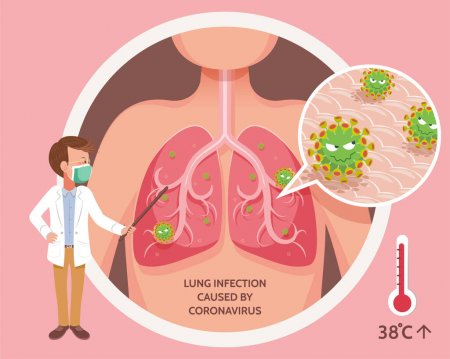 LUNG INFECTION
CAUSED BY
CORONAVIRUS
38°C ↑